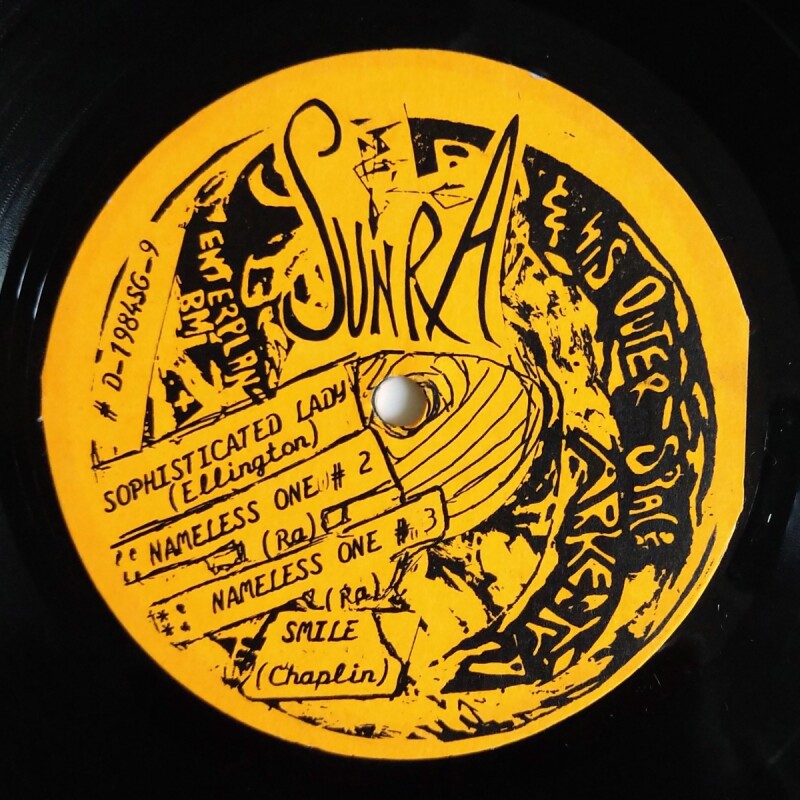 SUN RA
HIS OUTER-SPACE
ARKESTRA
ENTERPLAN
BMI
# D-1984SG-9
SOPHISTICATED LADY
(Ellington)
NAMELESS ONE # 2
(Ra)
** NAMELESS ONE # 3
** (Ra)
SMILE
(Chaplin)